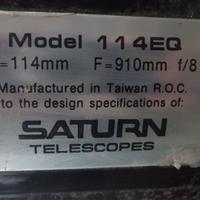 Model 114EQ
=114mm F=910mm f/8
Manufactured in Taiwan R.O.C.
to the design specifications of:
SATURN
TELESCOPES